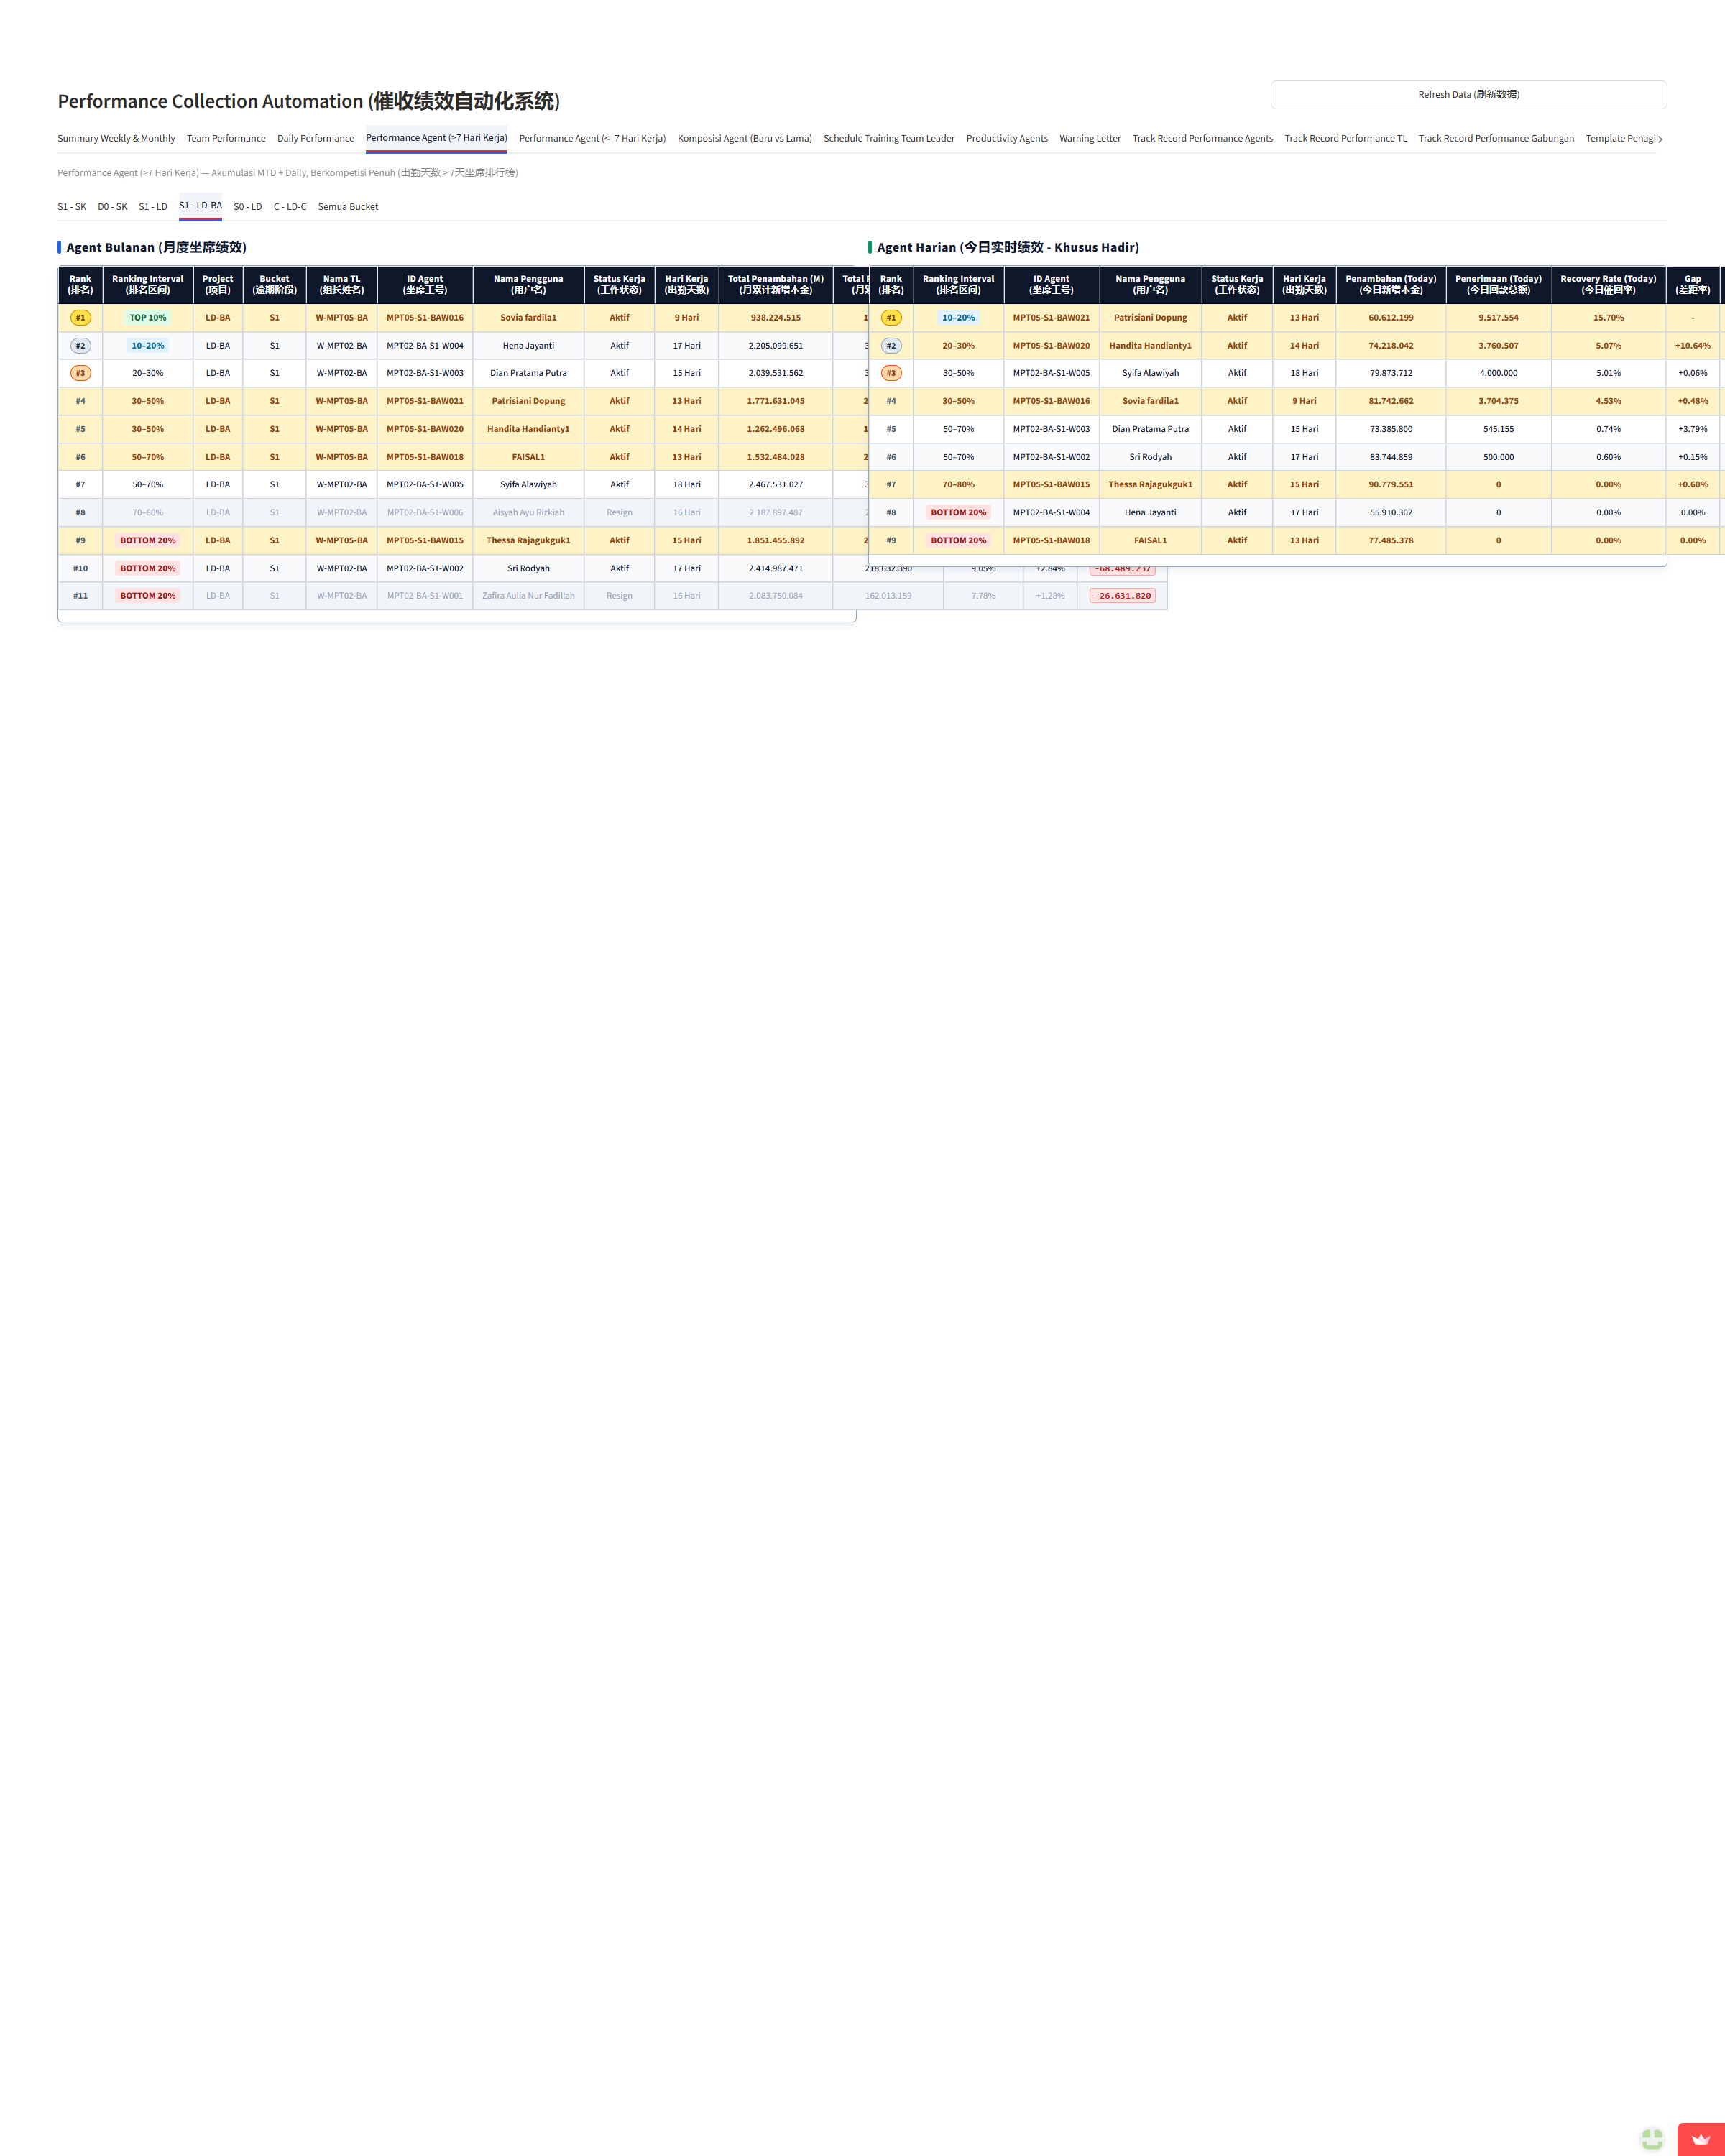 Performance Collection Automation (催收绩效自动化系统)
Refresh Data (刷新数据)
Summary Weekly & Monthly Team Performance Daily Performance Performance Agent (>7 Hari Kerja) Performance Agent (<=7 Hari Kerja) Komposisi Agent (Baru vs Lama) Schedule Training Team Leader Productivity Agents Warning Letter Track Record Performance Agents Track Record Performance TL Track Record Performance Gabungan Template Penagi
Performance Agent (>7 Hari Kerja) — Akumulasi MTD + Daily, Berkompetisi Penuh (出勤天数 > 7天坐席排行榜)
S1 - SK D0 - SK S1 - LD S1 - LD-BA S0 - LD C - LD-C Semua Bucket
Agent Bulanan (月度坐席绩效)
Rank Ranking Interval Project Bucket Nama TL ID Agent Nama Pengguna Status Kerja Hari Kerja Total Penambahan (M)
(排名) (排名区间) (项目) (逾期阶段) (组长姓名) (坐席工号) (用户名) (工作状态) (出勤天数) (月累计新增本金)
#1 TOP 10% LD-BA S1 W-MPT05-BA MPT05-S1-BAW016 Sovia fardila1 Aktif 9 Hari 938.224.515
#2 10–20% LD-BA S1 W-MPT02-BA MPT02-BA-S1-W004 Hena Jayanti Aktif 17 Hari 2.205.099.651
#3 20–30% LD-BA S1 W-MPT02-BA MPT02-BA-S1-W003 Dian Pratama Putra Aktif 15 Hari 2.039.531.562
#4 30–50% LD-BA S1 W-MPT05-BA MPT05-S1-BAW021 Patrisiani Dopung Aktif 13 Hari 1.771.631.045
#5 30–50% LD-BA S1 W-MPT05-BA MPT05-S1-BAW020 Handita Handianty1 Aktif 14 Hari 1.262.496.068
#6 50–70% LD-BA S1 W-MPT05-BA MPT05-S1-BAW018 FAISAL1 Aktif 13 Hari 1.532.484.028
#7 50–70% LD-BA S1 W-MPT02-BA MPT02-BA-S1-W005 Syifa Alawiyah Aktif 18 Hari 2.467.531.027
#8 70–80% LD-BA S1 W-MPT02-BA MPT02-BA-S1-W006 Aisyah Ayu Rizkiah Resign 16 Hari 2.187.897.487
#9 BOTTOM 20% LD-BA S1 W-MPT05-BA MPT05-S1-BAW015 Thessa Rajagukguk1 Aktif 15 Hari 1.851.455.892
#10 BOTTOM 20% LD-BA S1 W-MPT02-BA MPT02-BA-S1-W002 Sri Rodyah Aktif 17 Hari 2.414.987.471 218.632.390 9.05% +2.84% -68.489.237
#11 BOTTOM 20% LD-BA S1 W-MPT02-BA MPT02-BA-S1-W001 Zafira Aulia Nur Fadillah Resign 16 Hari 2.083.750.084 162.013.159 7.78% +1.28% -26.631.820
Agent Harian (今日实时绩效 - Khusus Hadir)
Rank Ranking Interval ID Agent Nama Pengguna Status Kerja Hari Kerja Penambahan (Today) Penerimaan (Today) Recovery Rate (Today) Gap
(排名) (排名区间) (坐席工号) (用户名) (工作状态) (出勤天数) (今日新增本金) (今日回款总额) (今日催回率) (差距率)
#1 10–20% MPT05-S1-BAW021 Patrisiani Dopung Aktif 13 Hari 60.612.199 9.517.554 15.70% -
#2 20–30% MPT05-S1-BAW020 Handita Handianty1 Aktif 14 Hari 74.218.042 3.760.507 5.07% +10.64%
#3 30–50% MPT02-BA-S1-W005 Syifa Alawiyah Aktif 18 Hari 79.873.712 4.000.000 5.01% +0.06%
#4 30–50% MPT05-S1-BAW016 Sovia fardila1 Aktif 9 Hari 81.742.662 3.704.375 4.53% +0.48%
#5 50–70% MPT02-BA-S1-W003 Dian Pratama Putra Aktif 15 Hari 73.385.800 545.155 0.74% +3.79%
#6 50–70% MPT02-BA-S1-W002 Sri Rodyah Aktif 17 Hari 83.744.859 500.000 0.60% +0.15%
#7 70–80% MPT05-S1-BAW015 Thessa Rajagukguk1 Aktif 15 Hari 90.779.551 0 0.00% +0.60%
#8 BOTTOM 20% MPT02-BA-S1-W004 Hena Jayanti Aktif 17 Hari 55.910.302 0 0.00% 0.00%
#9 BOTTOM 20% MPT05-S1-BAW018 FAISAL1 Aktif 13 Hari 77.485.378 0 0.00% 0.00%